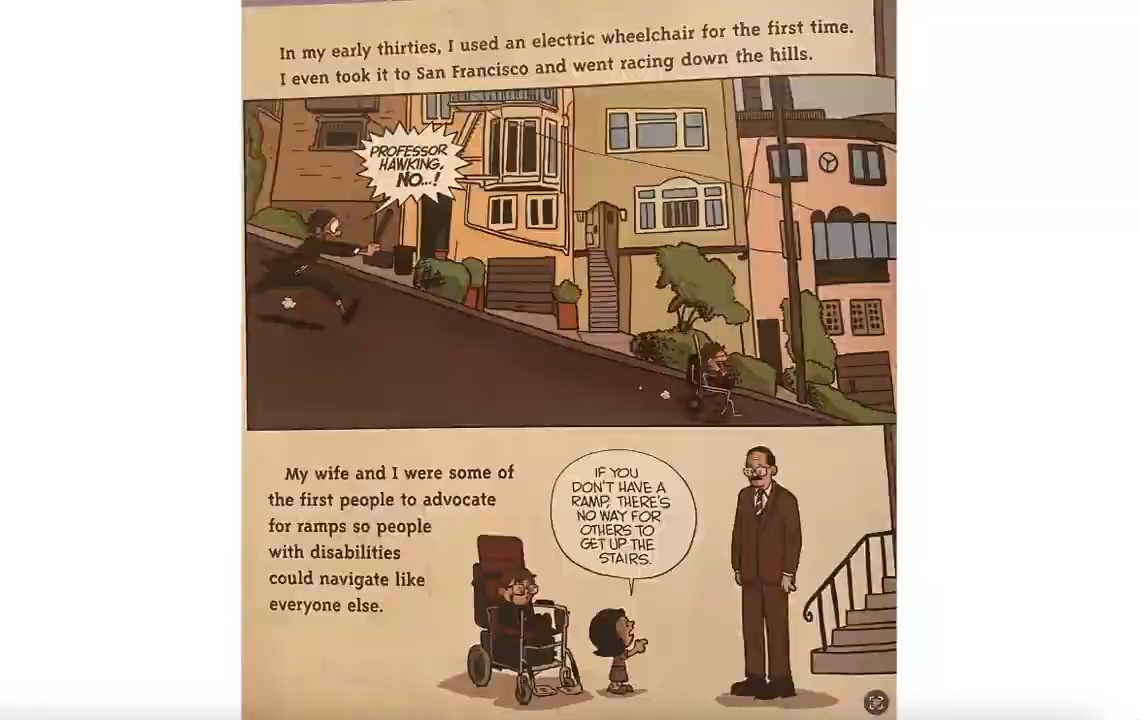 In my early thirties, I used an electric wheelchair for the first time.
I even took it to San Francisco and went racing down the hills.
PROFESSOR
HAWKING,
NO...!
My wife and I were some of
the first people to advocate
for ramps so people
with disabilities
could navigate like
everyone else.
IF YOU
DON'T HAVE A
RAMP, THERE'S
NO WAY FOR
OTHERS TO
GET UP THE
STAIRS.